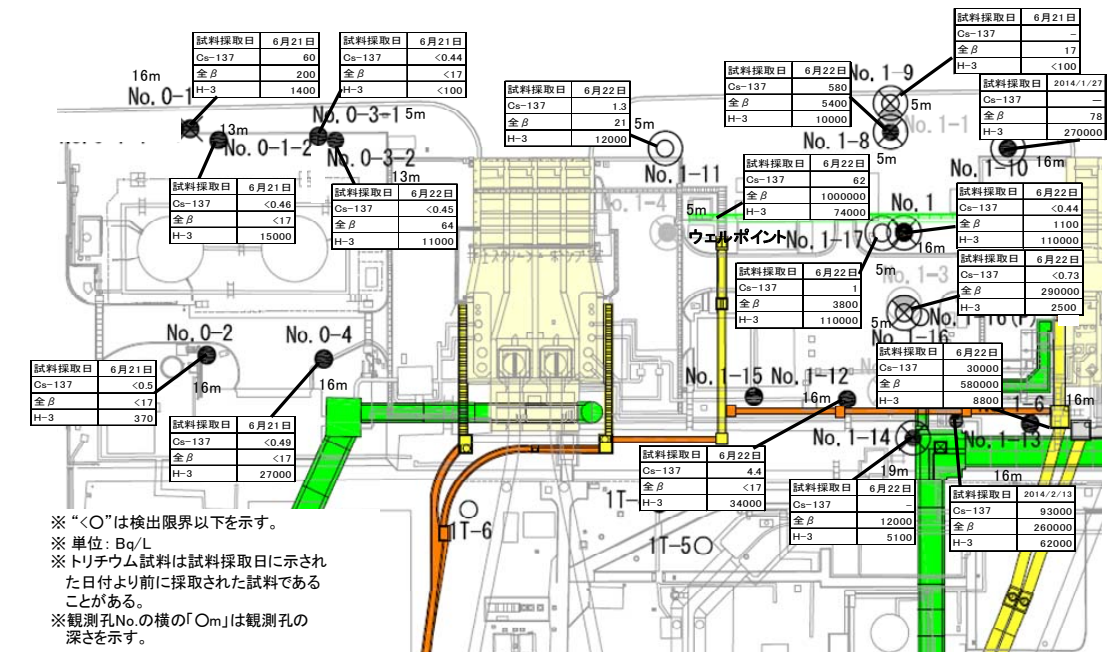 試料採取日 6月21日
Cs-137 60
全β 200
H-3 1400
試料採取日 6月21日
Cs-137 <0.44
全β <17
H-3 <100
試料採取日 6月22日
Cs-137 1.3
全β 21
H-3 12000
試料採取日 6月22日
Cs-137 580
全β 5400
H-3 10000
試料採取日 6月21日
Cs-137 −
全β 17
H-3 <100
試料採取日 2014/1/27
Cs-137 −
全β 78
H-3 270000
16m
No. 0-1
13m
No. 0-1-2
No. 0-3-1 5m
No. 0-3-2
13m
5m
No. 1-11
No. 1-9
5m
No. 1-1
No. 1-8
5m
No. 1-10
16m
試料採取日 6月21日
Cs-137 <0.46
全β <17
H-3 15000
試料採取日 6月22日
Cs-137 <0.45
全β 64
H-3 11000
試料採取日 6月22日
Cs-137 62
全β 1000000
H-3 74000
試料採取日 6月22日
Cs-137 <0.44
全β 1100
H-3 110000
No. 1-4
5m
ウェルポイント
No. 1-17
No. 1
16m
5m
No. 1-3
試料採取日 6月22日
Cs-137 1
全β 3800
H-3 110000
試料採取日 6月22日
Cs-137 <0.73
全β 290000
H-3 2500
5m
No. 1-16(P)
No. 1-16
No. 0-2
16m
No. 0-4
16m
試料採取日 6月21日
Cs-137 <0.5
全β <17
H-3 370
試料採取日 6月21日
Cs-137 <0.49
全β <17
H-3 27000
No. 1-15
No. 1-12
16m
試料採取日 6月22日
Cs-137 30000
全β 580000
H-3 8800
16m
1-6
No. 1-14
19m
No. 1-13
16m
試料採取日 6月22日
Cs-137 4.4
全β <17
H-3 34000
試料採取日 6月22日
Cs-137 −
全β 12000
H-3 5100
試料採取日 2014/2/13
Cs-137 93000
全β 260000
H-3 62000
1T-6
1T-5
※ “<○”は検出限界以下を示す。
※ 単位: Bq/L
※ トリチウム試料は試料採取日に示され
た日付より前に採取された試料である
ことがある。
※観測孔No.の横の「○m」は観測孔の
深さを示す。